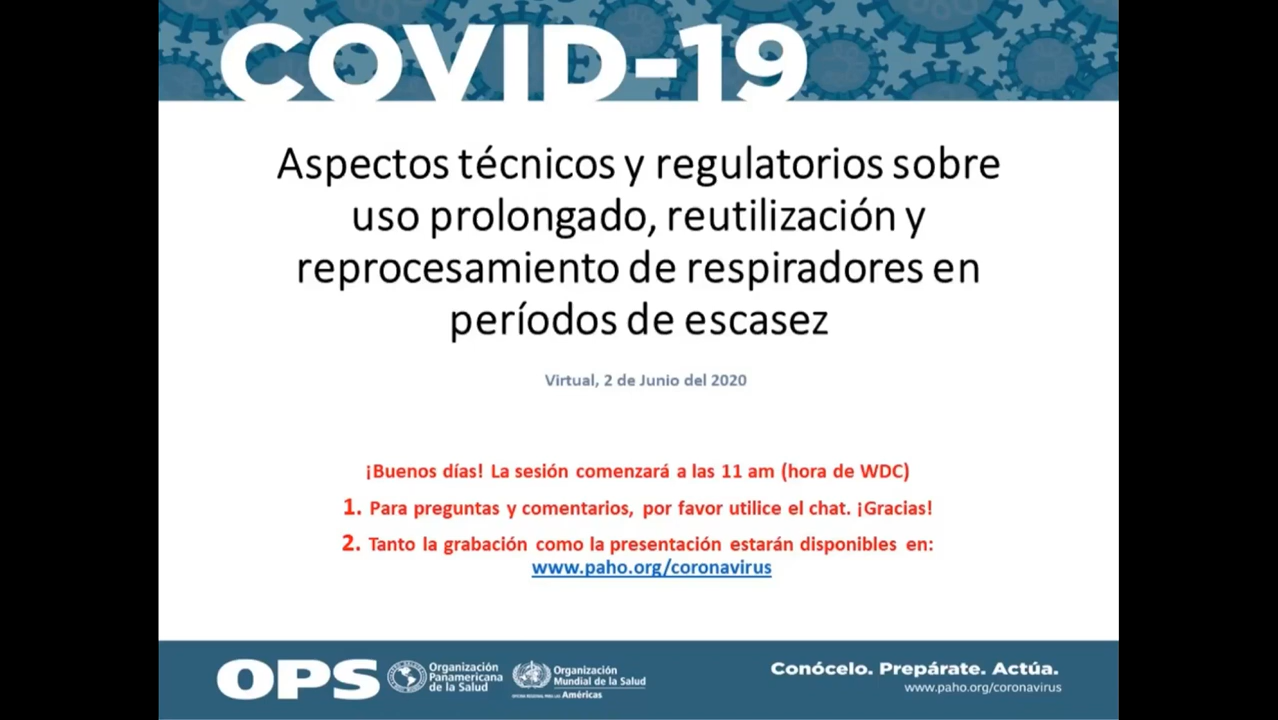 COVID-19
Aspectos técnicos y regulatorios sobre
uso prolongado, reutilización y
reprocesamiento de respiradores en
períodos de escasez
Virtual, 2 de Junio del 2020
¡Buenos días! La sesión comenzará a las 11 am (hora de WDC)
1. Para preguntas y comentarios, por favor utilice el chat. ¡Gracias!
2. Tanto la grabación como la presentación estarán disponibles en:
www.paho.org/coronavirus
OPS
Organización
Panamericana
de la Salud
Organización
Mundial de la Salud
OFICINA REGIONAL PARA LAS Américas
Conócelo. Prepárate. Actúa.
www.paho.org/coronavirus